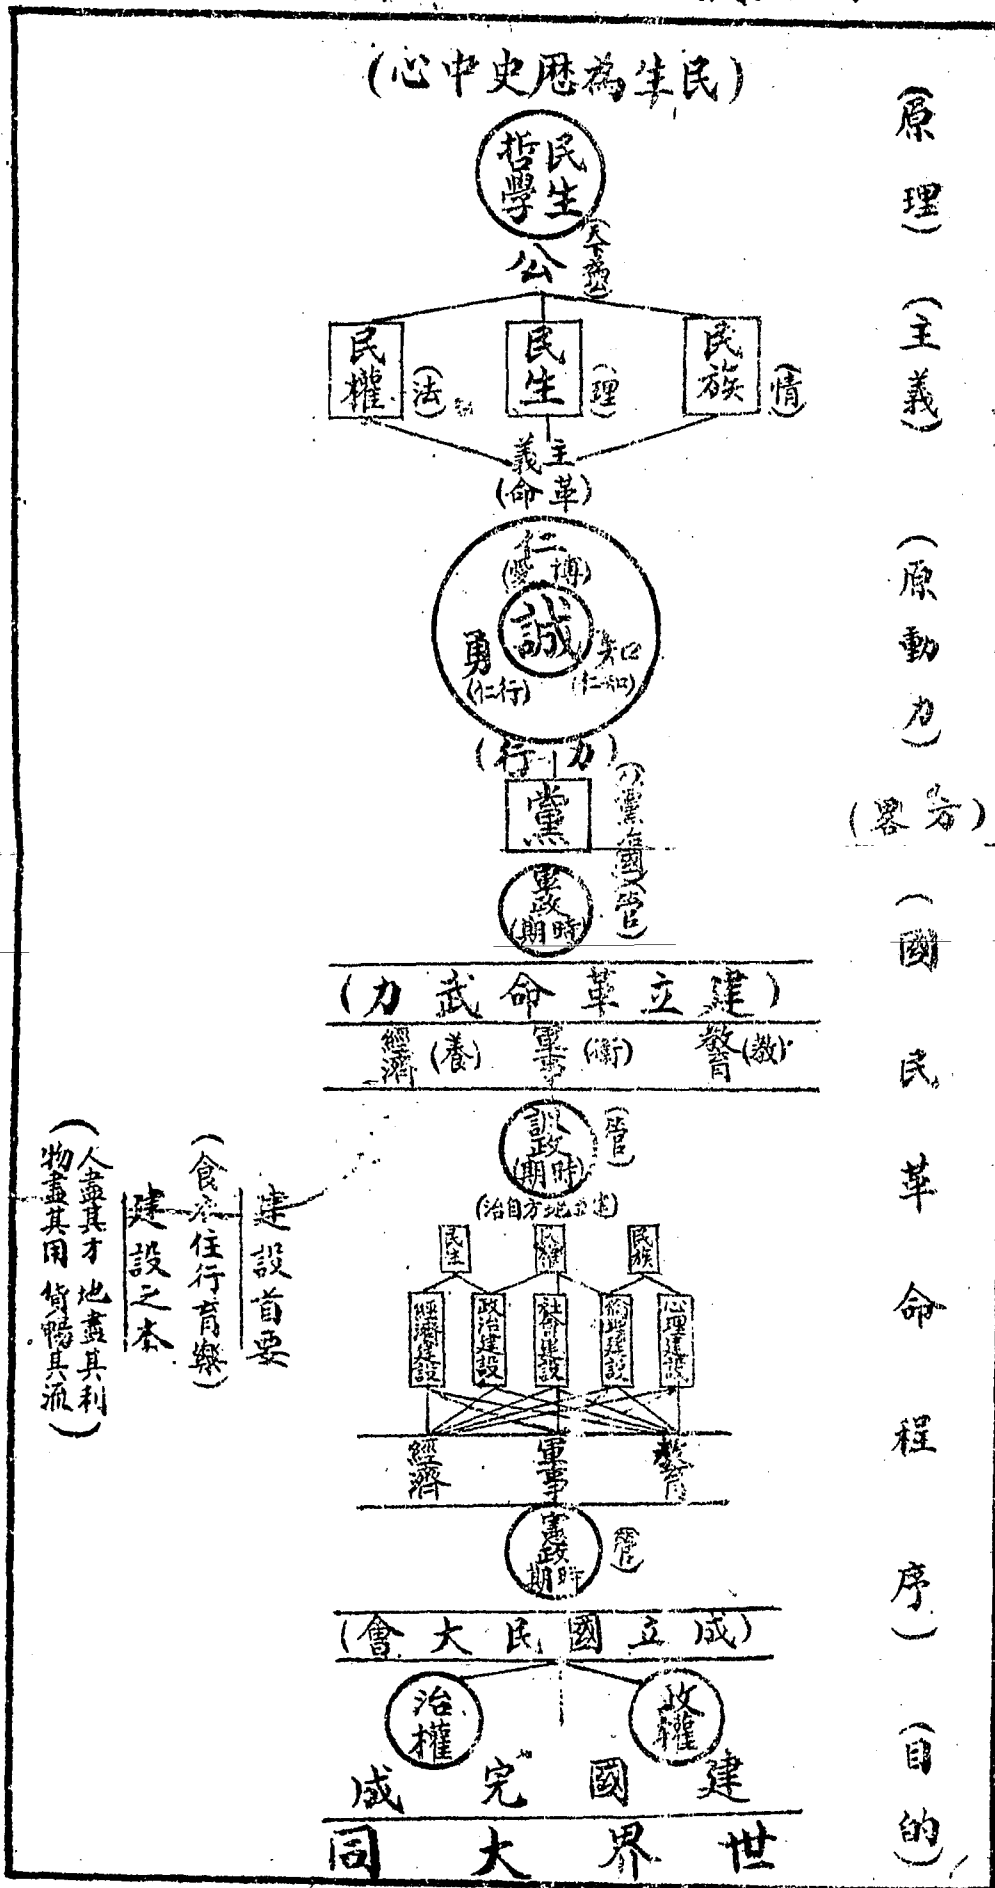 (民生為歷史中心)
(原理)
民生哲學
公
(天下為公)
(主義)
民族
(情)
民生
(理)
民權
(法)
主義
(革命)
(原動力)
仁
(博愛)
誠
知
(知仁)
勇
(行仁)
(力行)
(方畧)
黨
(以黨治國)(管)
(國民革命程序)
軍政
(時期)
(建立革命武力)
教育(教)
軍事(衛)
經濟(養)
訓政
(時期)
(管)
(建立地方自治)
民族
民權
民生
心理建設
倫理建設
社會建設
政治建設
經濟建設
教育
軍事
經濟
建設首要
(食衣住行育樂)
建設之本
(人盡其才 地盡其利
物盡其用 貨暢其流)
憲政
時期
(管)
(成立國民大會)
政權
治權
(目的)
建國完成
世界大同